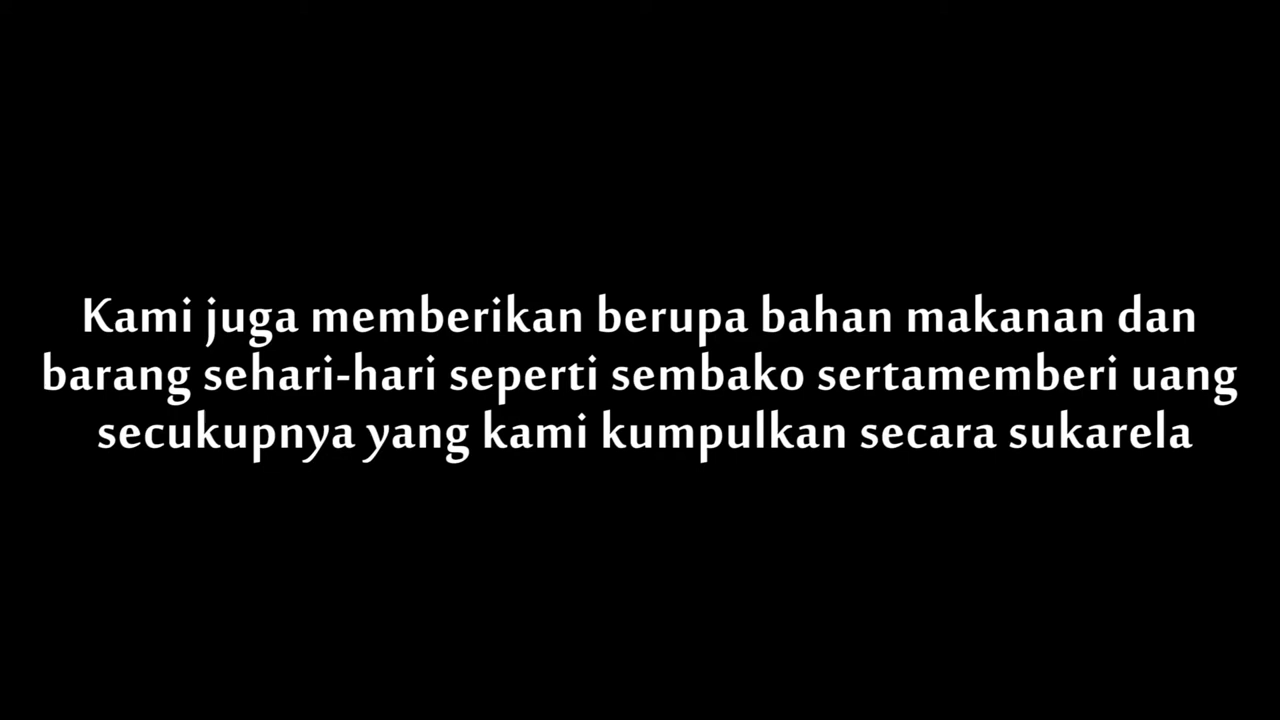 Kami juga memberikan berupa bahan makanan dan
barang sehari-hari seperti sembako sertamemberi uang
secukupnya yang kami kumpulkan secara sukarela